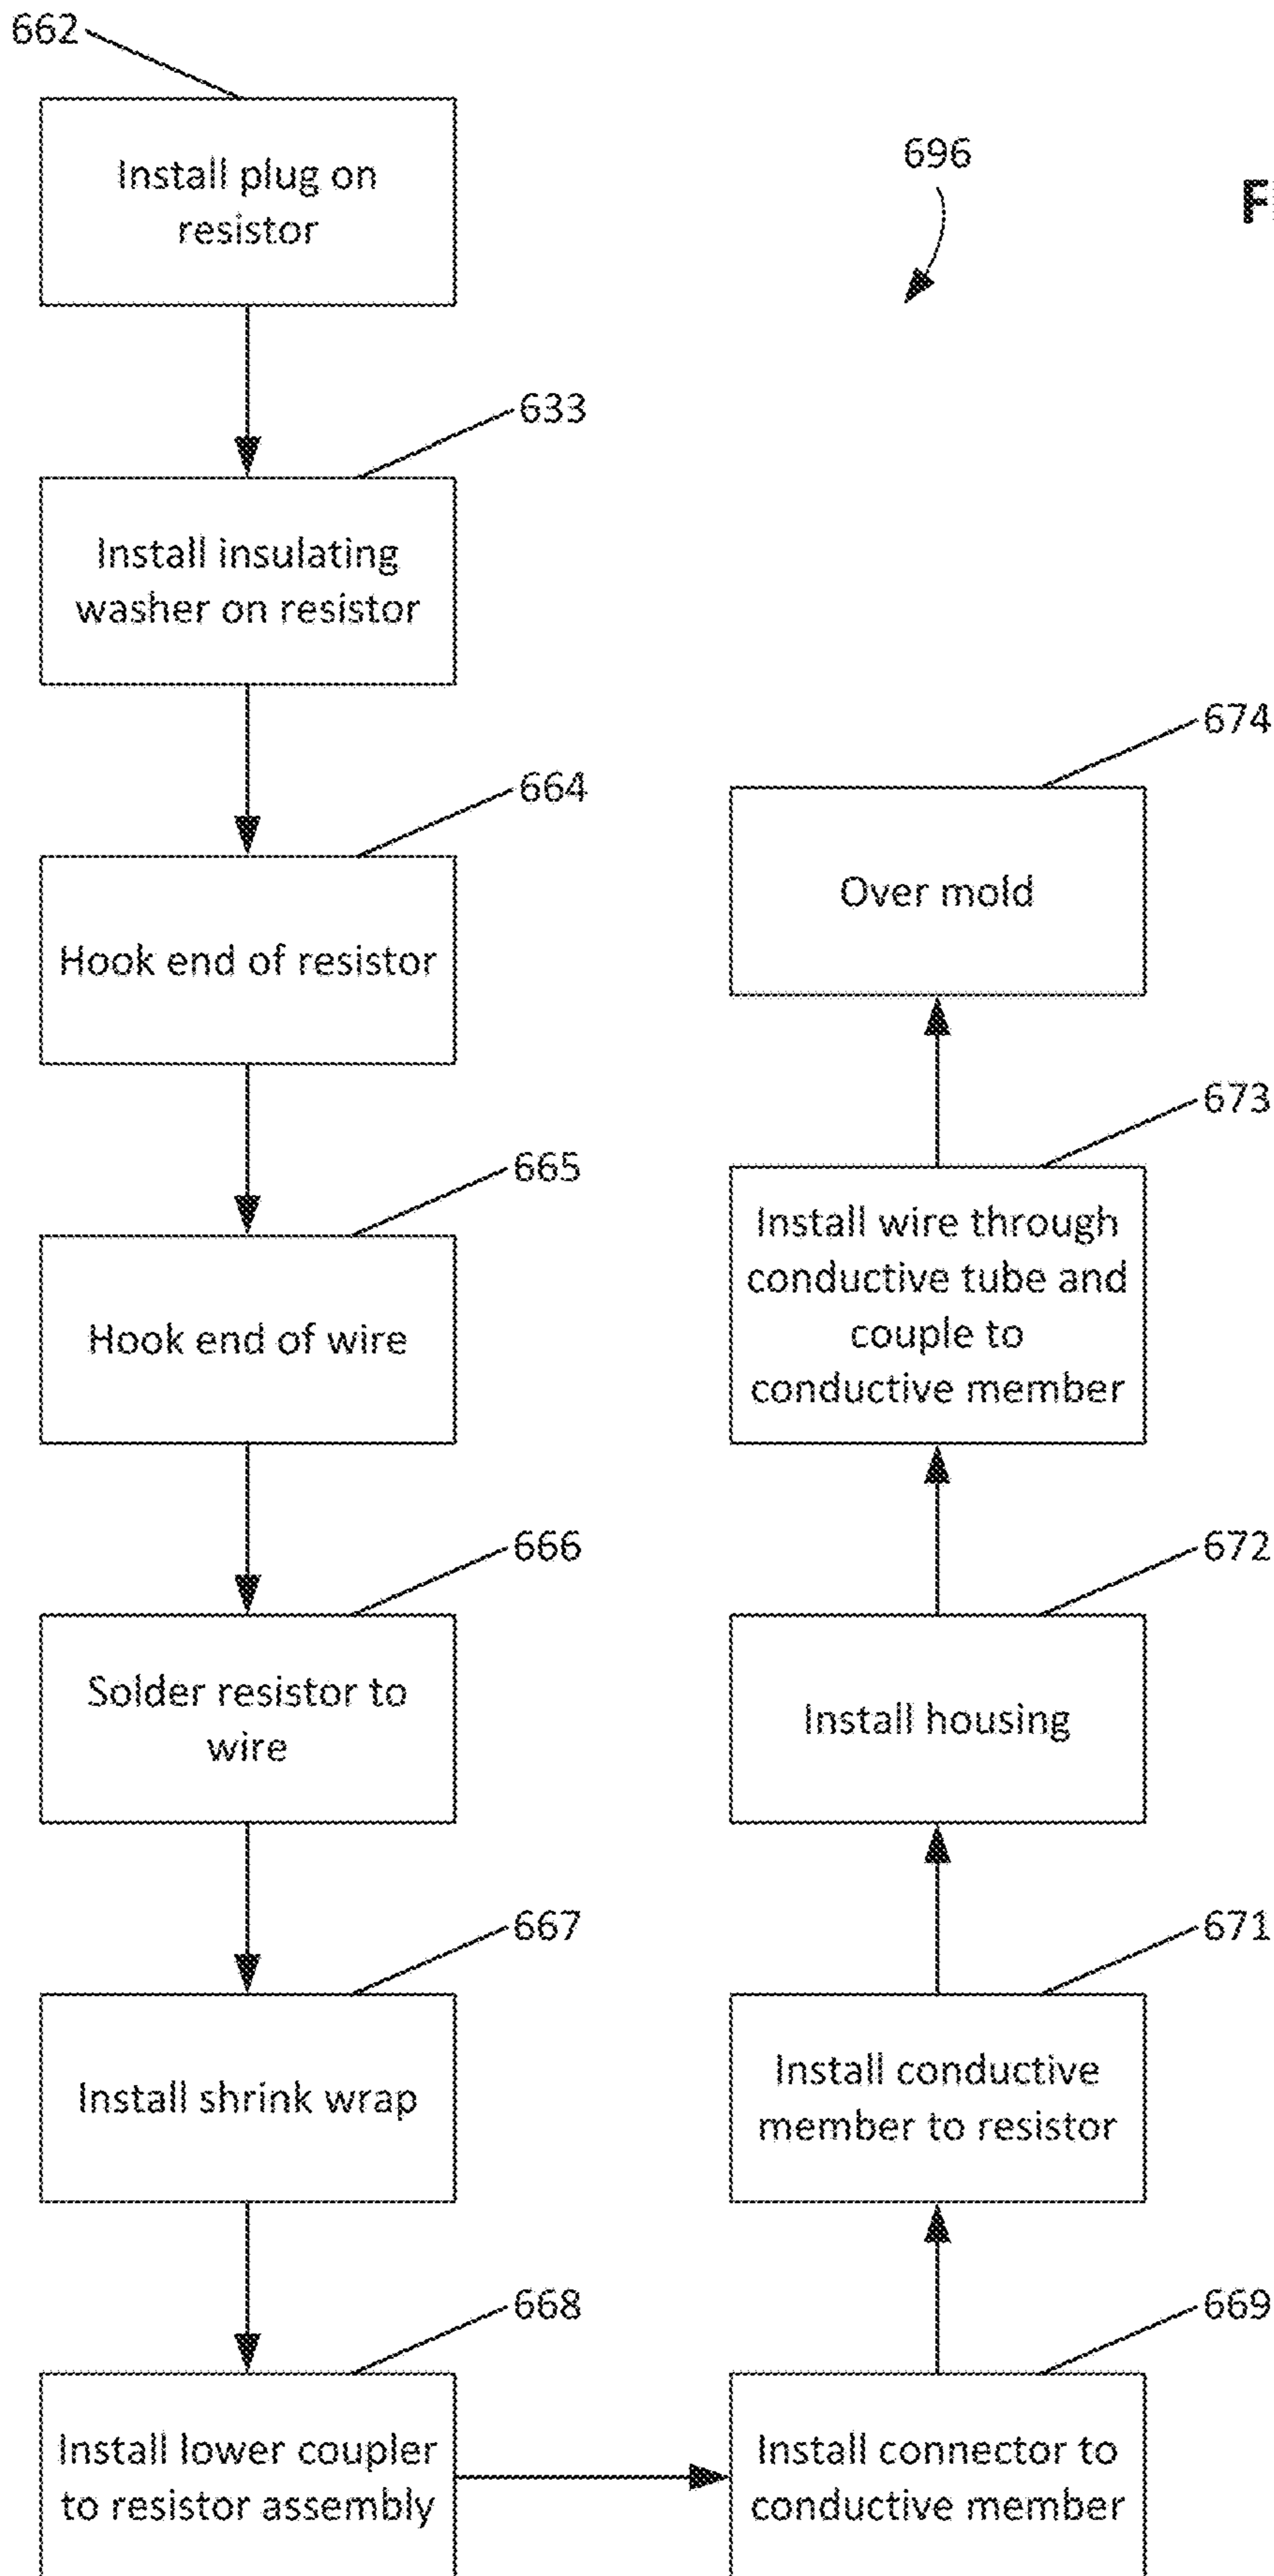 662
Install plug on
resistor
696
633
Install insulating
washer on resistor
664
Hook end of resistor
665
Hook end of wire
666
Solder resistor to
wire
667
Install shrink wrap
668
Install lower coupler
to resistor assembly
669
Install connector to
conductive member
671
Install conductive
member to resistor
672
Install housing
673
Install wire through
conductive tube and
couple to
conductive member
674
Over mold